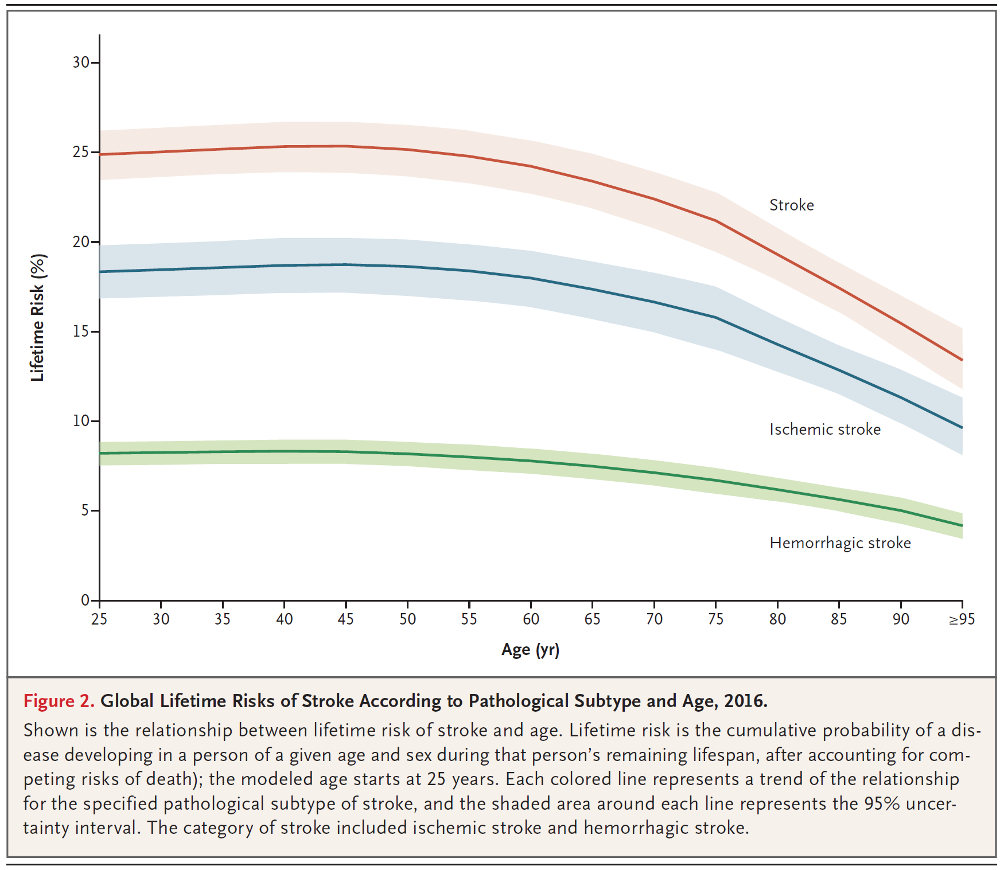 30
25
20
15
10
5
0
Lifetime Risk (%)
Stroke
Ischemic stroke
Hemorrhagic stroke
25 30 35 40 45 50 55 60 65 70 75 80 85 90 ≥95
Age (yr)
Figure 2. Global Lifetime Risks of Stroke According to Pathological Subtype and Age, 2016.
Shown is the relationship between lifetime risk of stroke and age. Lifetime risk is the cumulative probability of a dis-
ease developing in a person of a given age and sex during that person’s remaining lifespan, after accounting for com-
peting risks of death); the modeled age starts at 25 years. Each colored line represents a trend of the relationship
for the specified pathological subtype of stroke, and the shaded area around each line represents the 95% uncer-
tainty interval. The category of stroke included ischemic stroke and hemorrhagic stroke.